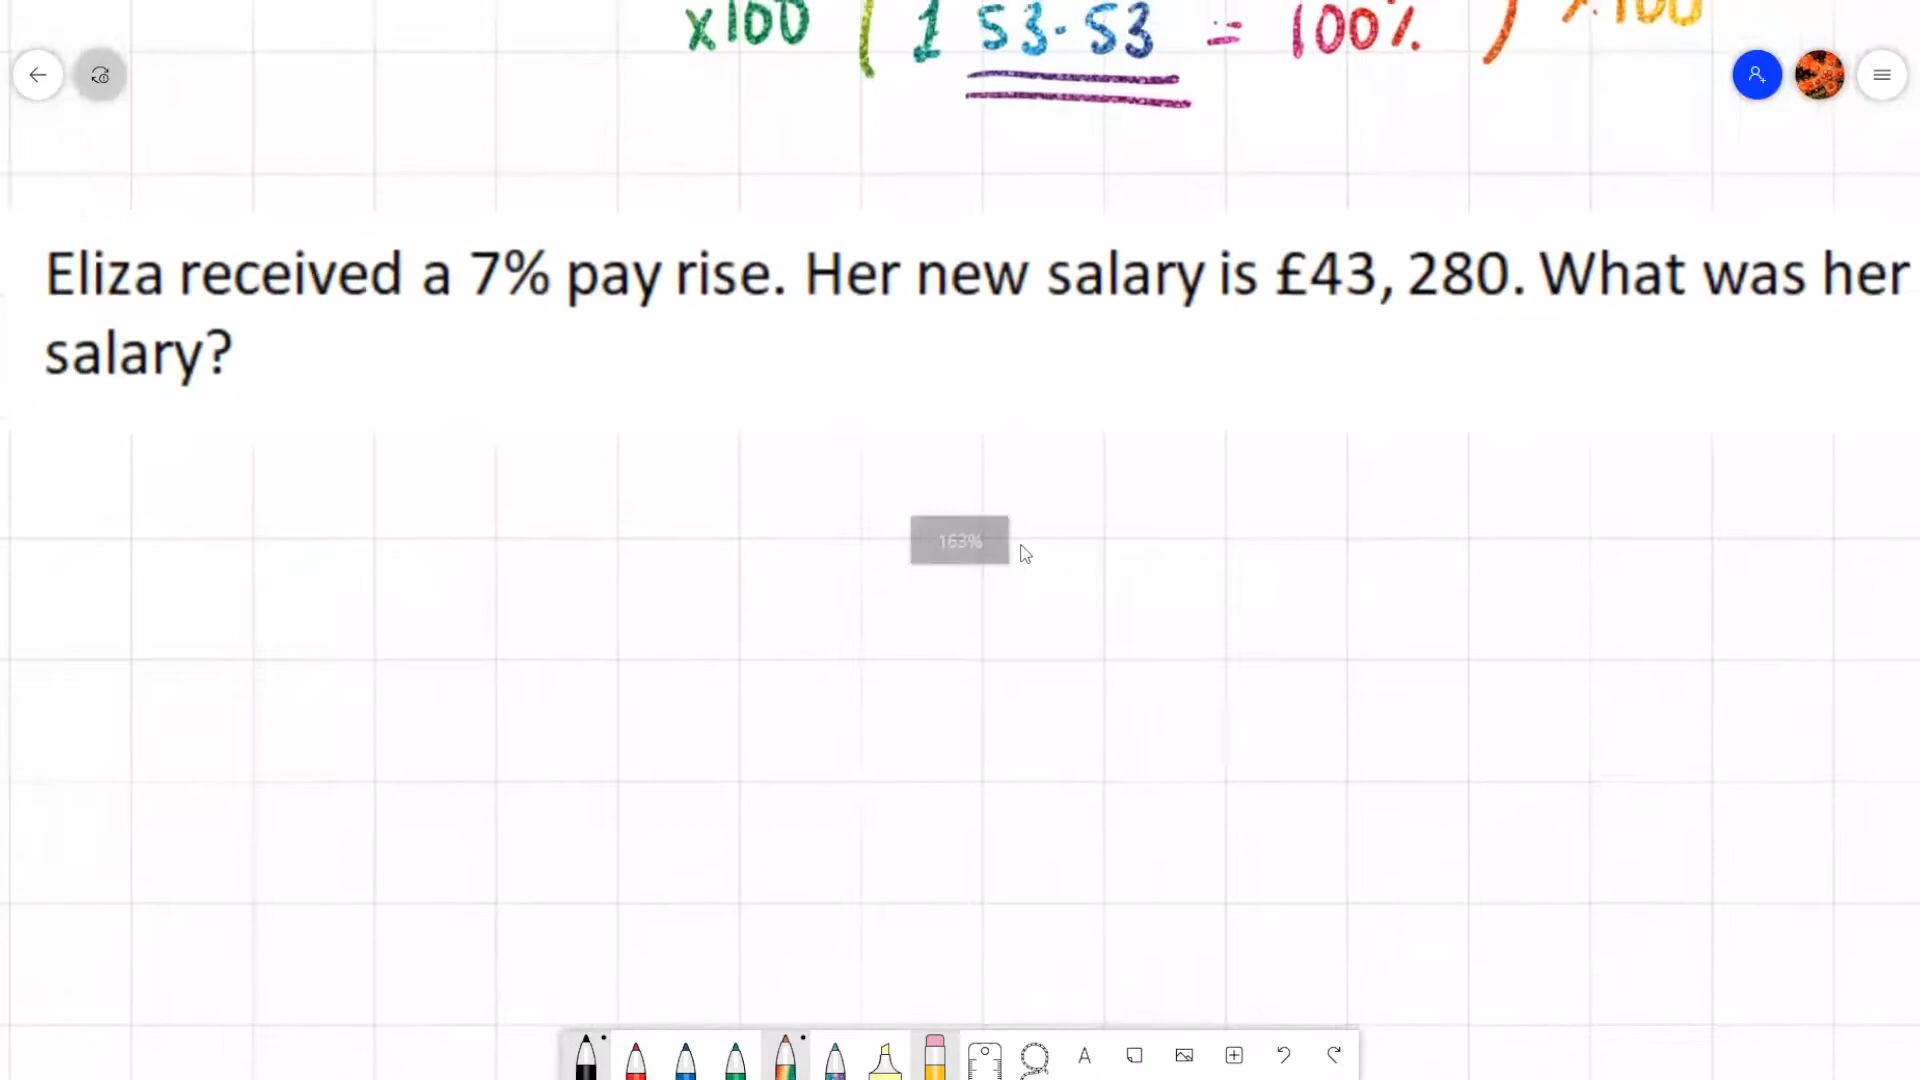 x100 ( £ 53.53 = 100% ) x100
Eliza received a 7% pay rise. Her new salary is £43, 280. What was her
salary?
163%
A